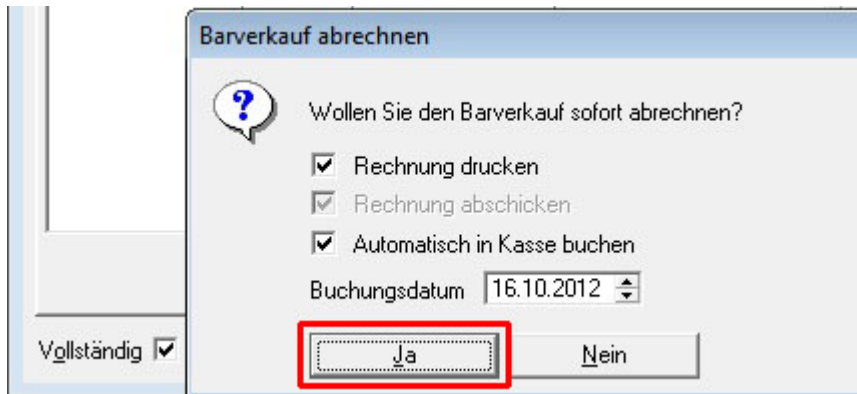 Barverkauf abrechnen
Wollen Sie den Barverkauf sofort abrechnen?
Rechnung drucken
Rechnung abschicken
Automatisch in Kasse buchen
Buchungsdatum 16.10.2012
Vollständig
Ja Nein